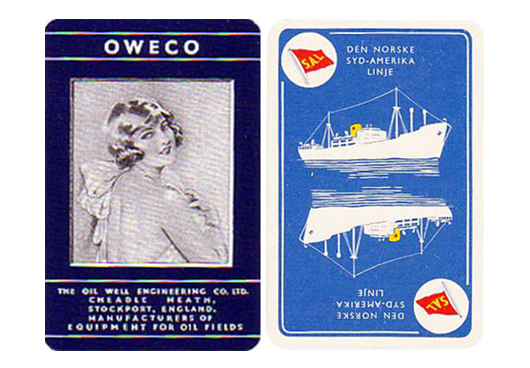 OWECO
THE OIL WELL ENGINEERING CO. LTD.
CHEADLE HEATH,
STOCKPORT, ENGLAND.
MANUFACTURERS OF
EQUIPMENT FOR OIL FIELDS
SAL
DEN NORSKE
SYD-AMERIKA
LINJE
DEN NORSKE
SYD-AMERIKA
LINJE
SAL